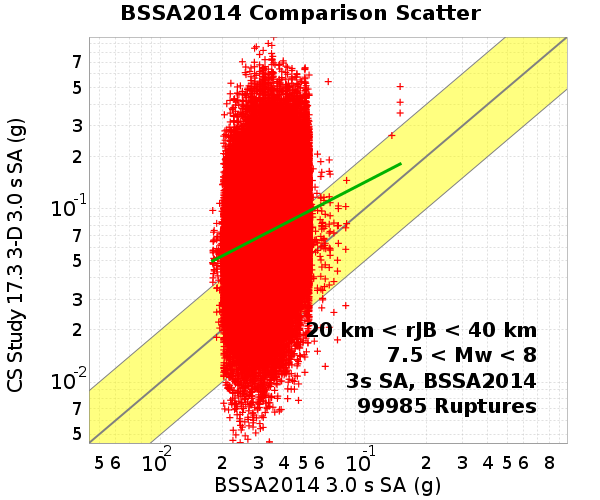 BSSA2014 Comparison Scatter
CS Study 17.3 3-D 3.0 s SA (g)
7
5
3
2
10-1
7
5
3
2
10-2
7
5
20 km < rJB < 40 km
7.5 < Mw < 8
3s SA, BSSA2014
99985 Ruptures
5 6 10-2 2 3 4 5 6 10-1 2 3 4 5 6 8
BSSA2014 3.0 s SA (g)